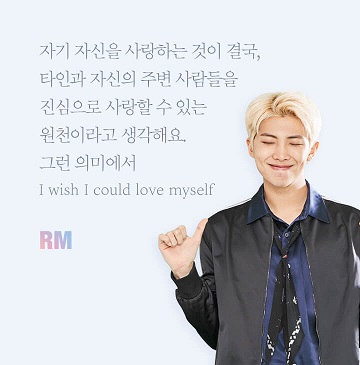 자기 자신을 사랑하는 것이 결국,
타인과 자신의 주변 사람들을
진심으로 사랑할 수 있는
원천이라고 생각해요.
그런 의미에서
I wish I could love myself
RM